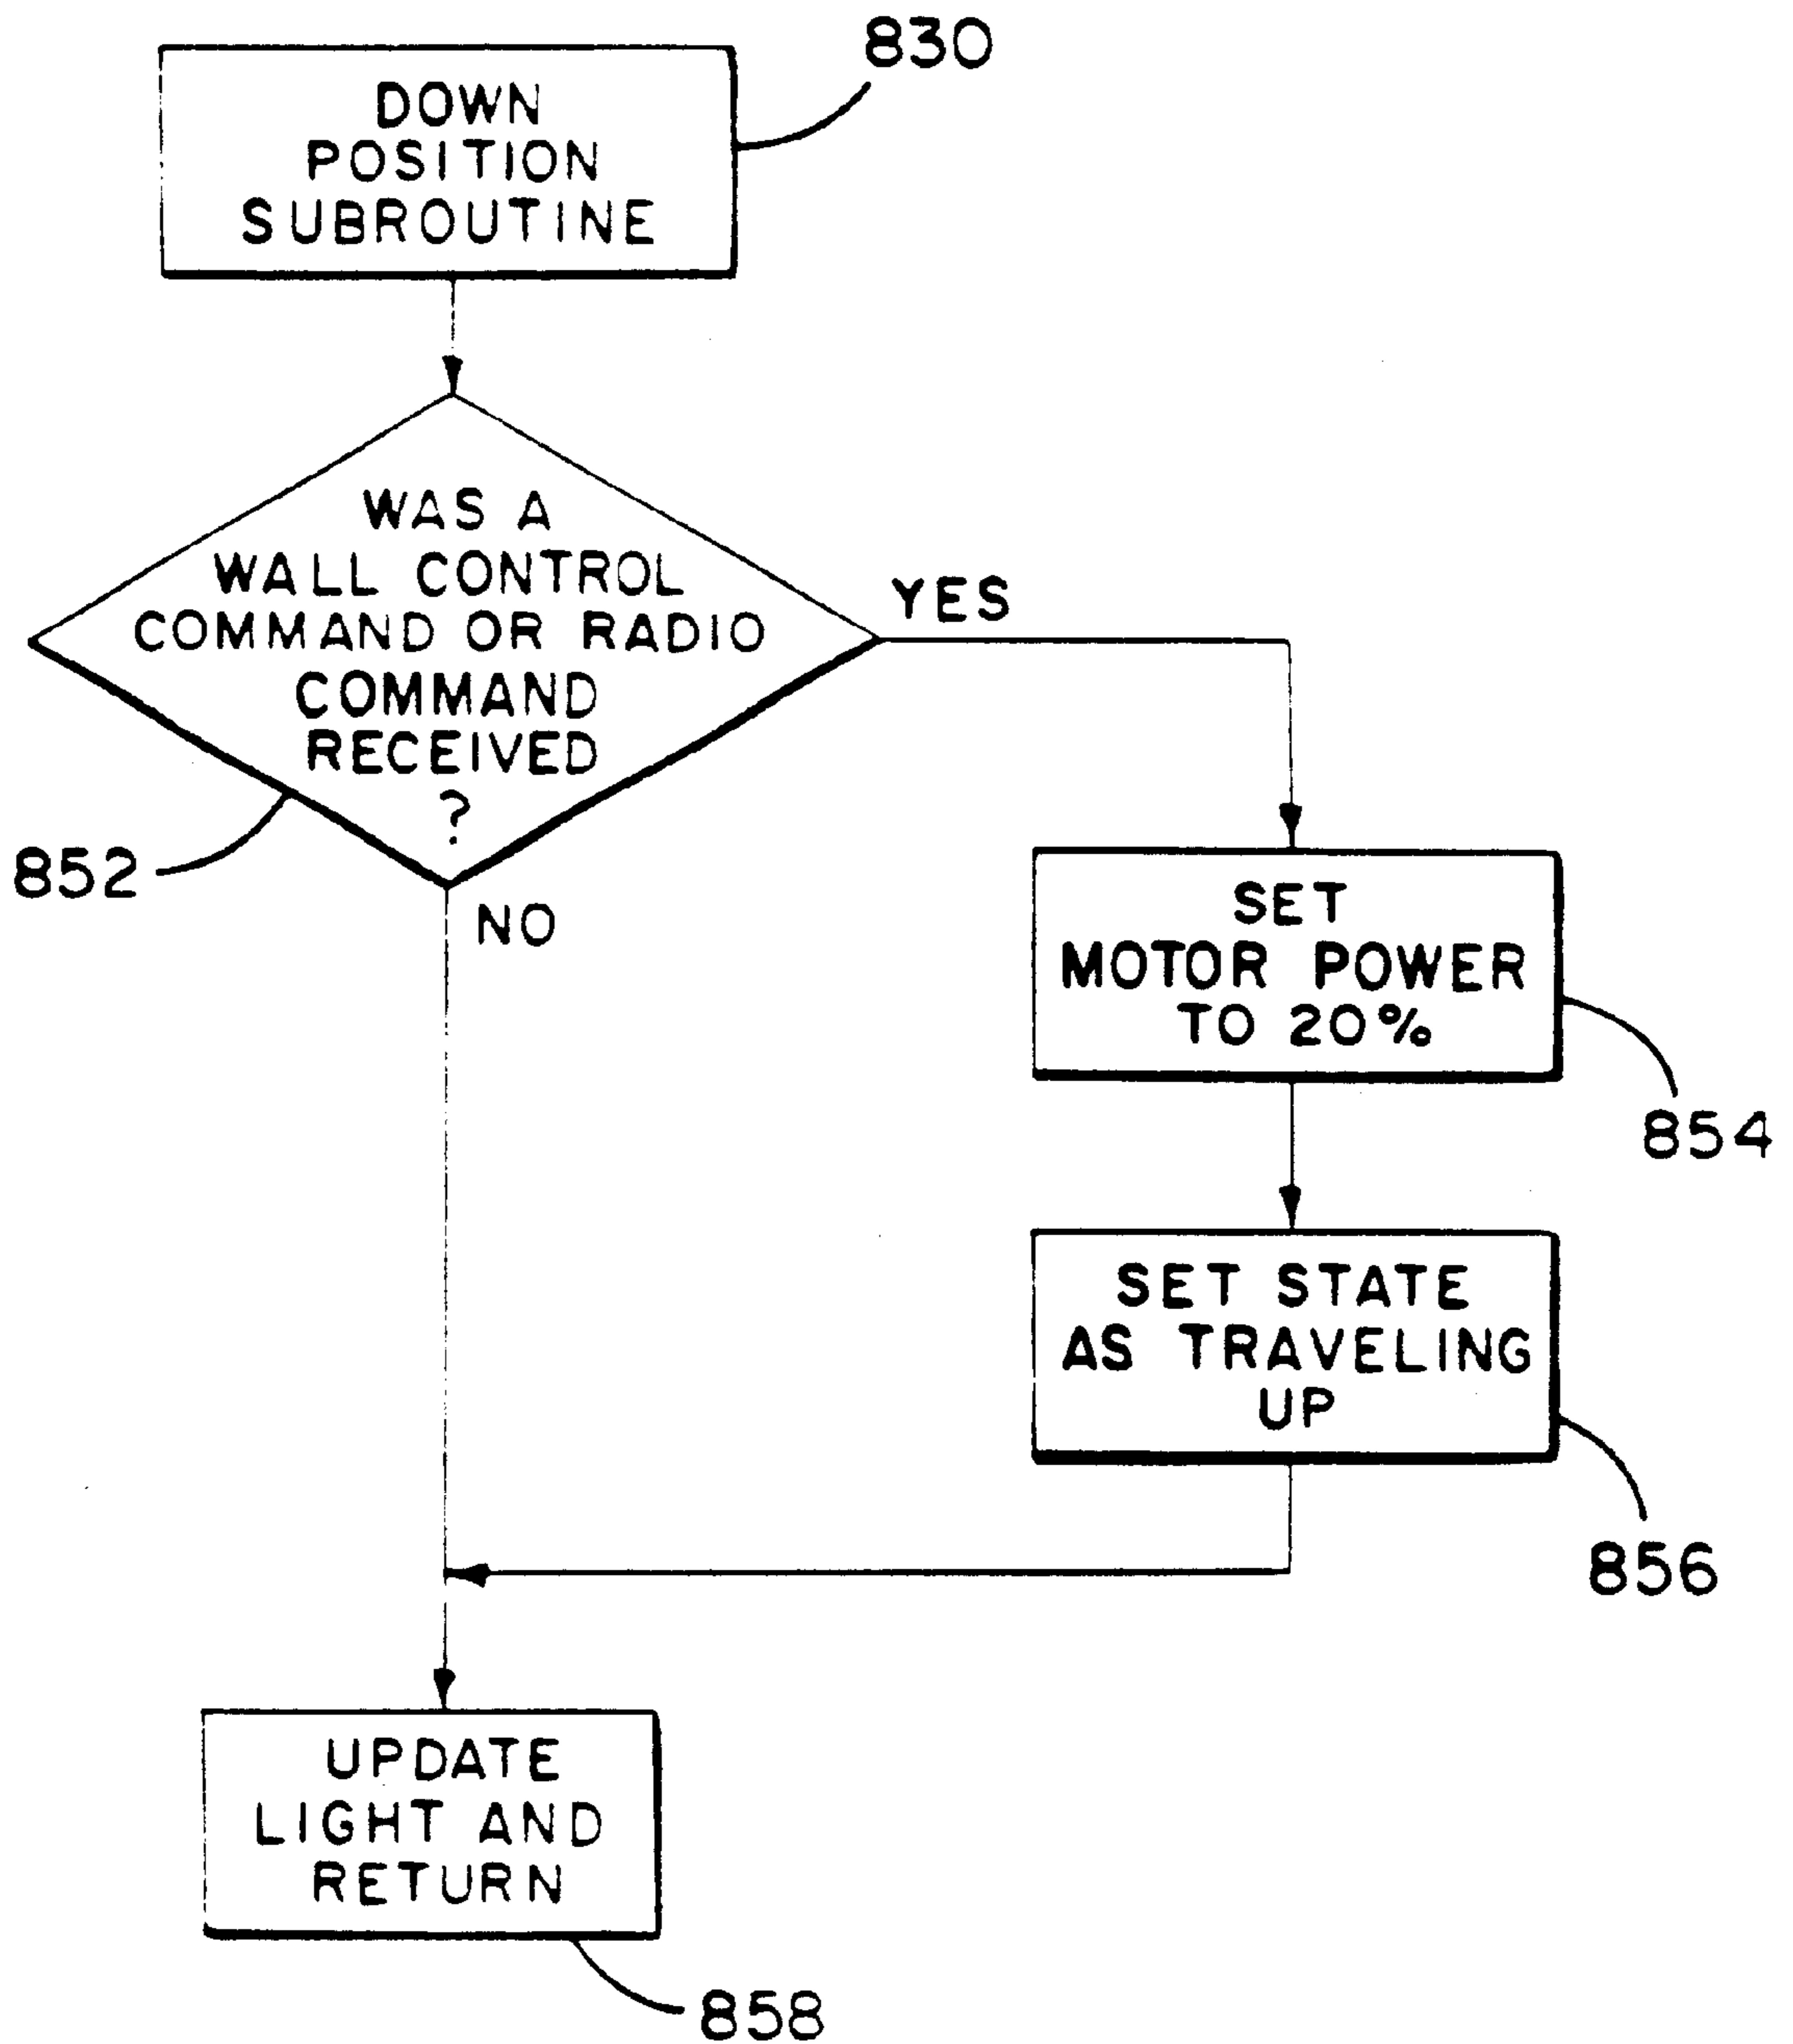 830
DOWN
POSITION
SUBROUTINE
WAS A
WALL CONTROL
COMMAND OR RADIO
COMMAND
RECEIVED
?
YES
852
NO
SET
MOTOR POWER
TO 20%
854
SET STATE
AS TRAVELING
UP
856
UPDATE
LIGHT AND
RETURN
858